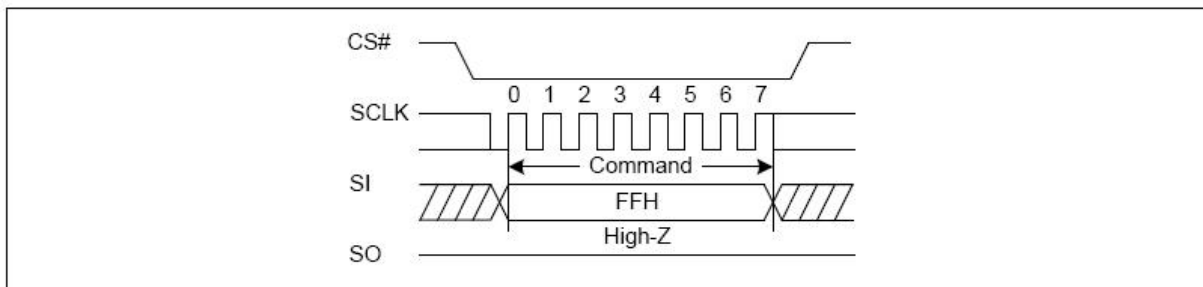 CS#
0 1 2 3 4 5 6 7
SCLK
Command
SI
FFH
High-Z
SO